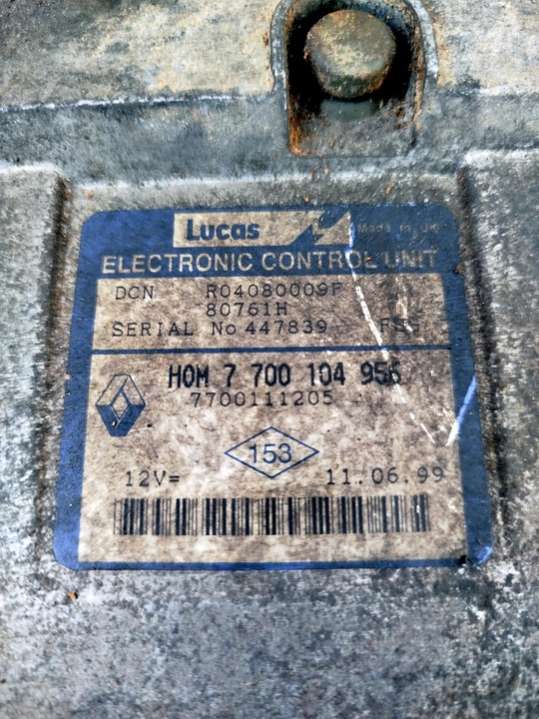 Lucas Made in UK
ELECTRONIC CONTROL UNIT
DCN R04080009F
80761H
SERIAL No 447839
HOM 7 700 104 956
7700111205
153
12V= 11.06.99